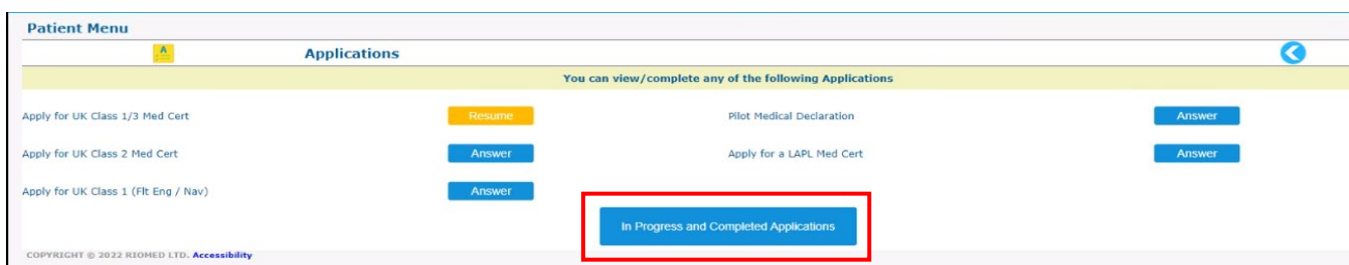 Patient Menu
A Applications
You can view/complete any of the following Applications
Apply for UK Class 1/3 Med Cert Resume Pilot Medical Declaration Answer
Apply for UK Class 2 Med Cert Answer Apply for a LAPL Med Cert Answer
Apply for UK Class 1 (Flt Eng / Nav) Answer
In Progress and Completed Applications
COPYRIGHT © 2022 RIOMED LTD. Accessibility